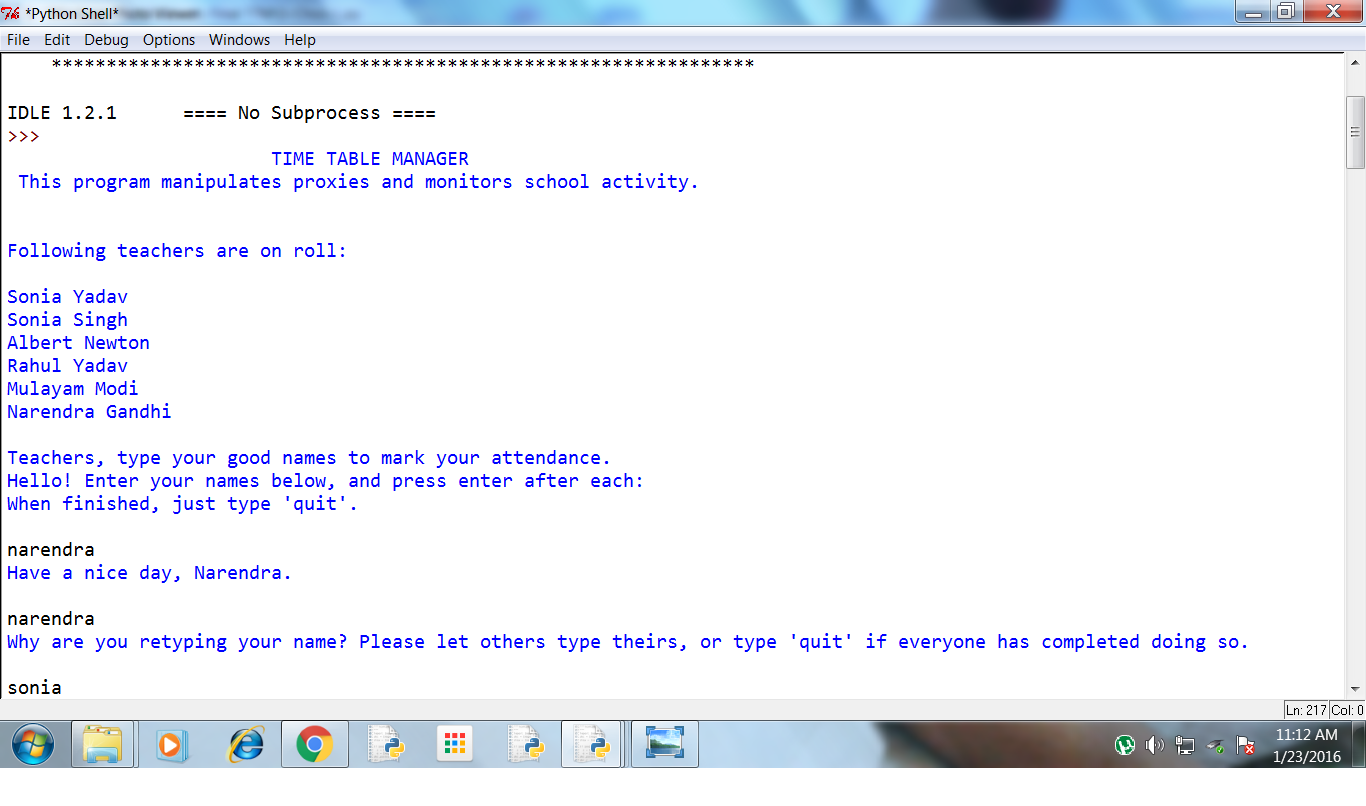 *Python Shell*
File Edit Debug Options Windows Help
****************************************************************
IDLE 1.2.1      ==== No Subprocess ====
>>>
TIME TABLE MANAGER
This program manipulates proxies and monitors school activity.
Following teachers are on roll:
Sonia Yadav
Sonia Singh
Albert Newton
Rahul Yadav
Mulayam Modi
Narendra Gandhi
Teachers, type your good names to mark your attendance.
Hello! Enter your names below, and press enter after each:
When finished, just type 'quit'.
narendra
Have a nice day, Narendra.
narendra
Why are you retyping your name? Please let others type theirs, or type 'quit' if everyone has completed doing so.
sonia
Ln: 217 Col: 0
11:12 AM
1/23/2016